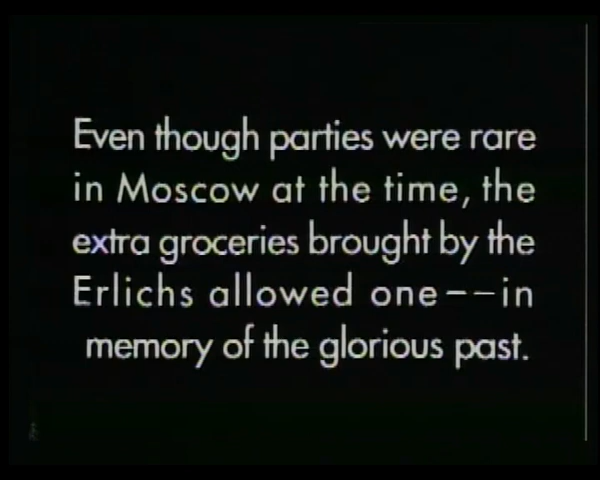 Even though parties were rare
in Moscow at the time, the
extra groceries brought by the
Erlichs allowed one--in
memory of the glorious past.